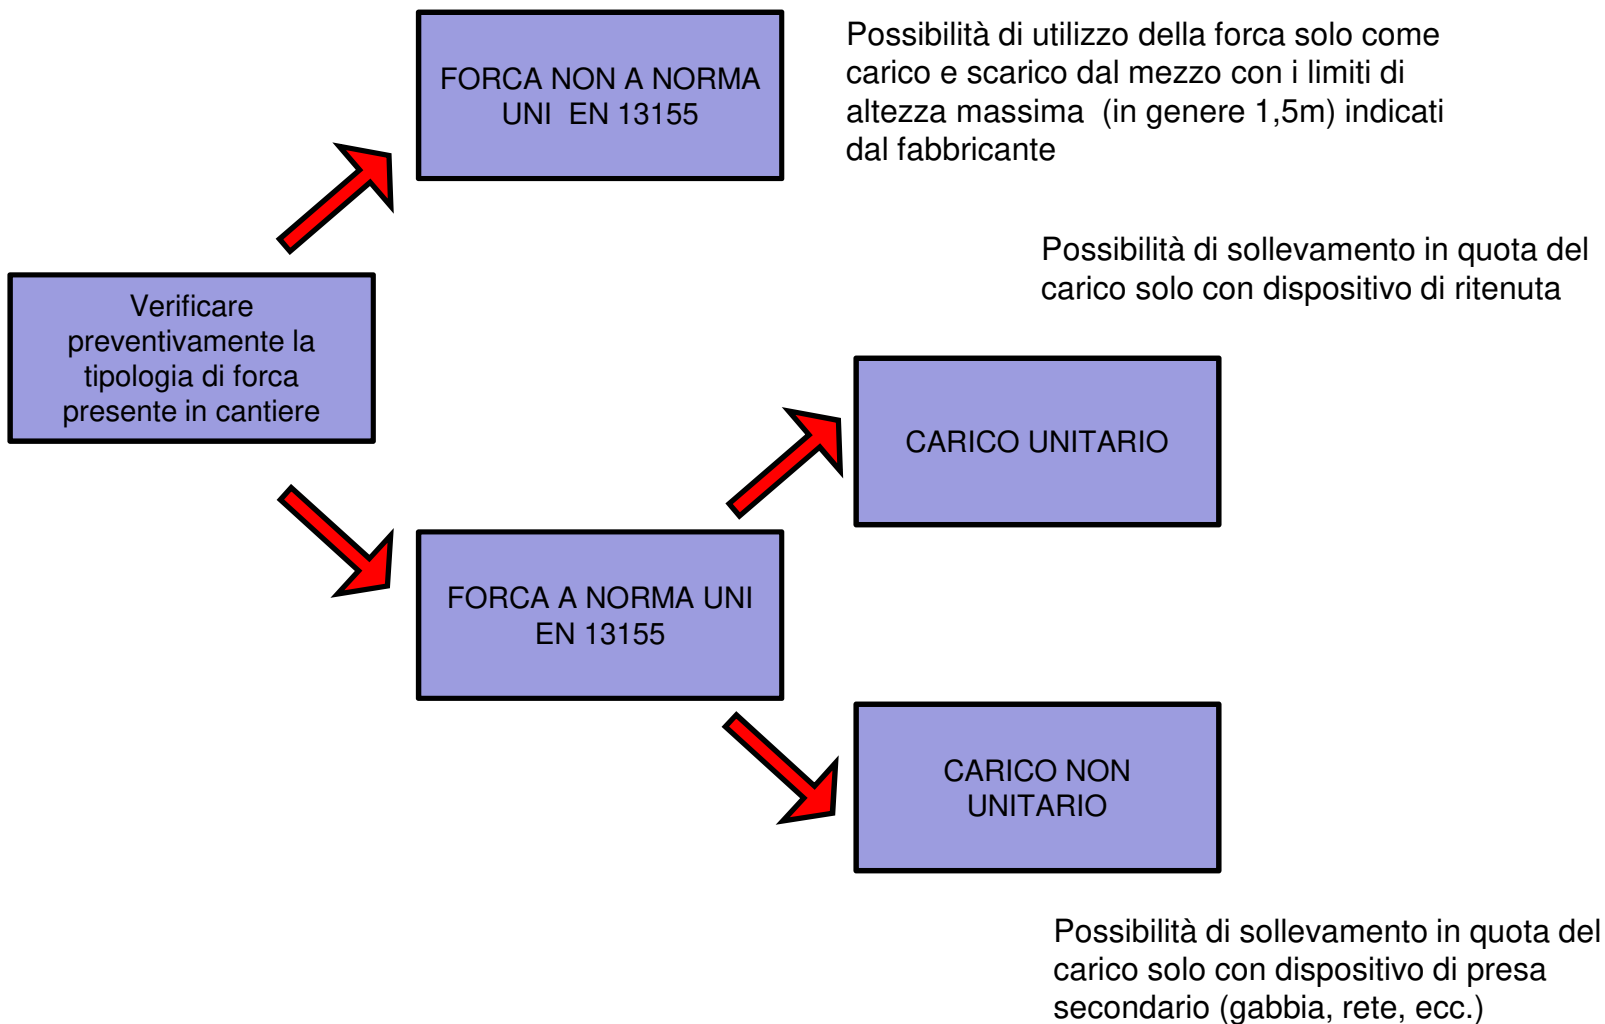 FORCA NON A NORMA
UNI EN 13155
Possibilità di utilizzo della forca solo come
carico e scarico dal mezzo con i limiti di
altezza massima (in genere 1,5m) indicati
dal fabbricante
Possibilità di sollevamento in quota del
carico solo con dispositivo di ritenuta
Verificare
preventivamente la
tipologia di forca
presente in cantiere
CARICO UNITARIO
FORCA A NORMA UNI
EN 13155
CARICO NON
UNITARIO
Possibilità di sollevamento in quota del
carico solo con dispositivo di presa
secondario (gabbia, rete, ecc.)